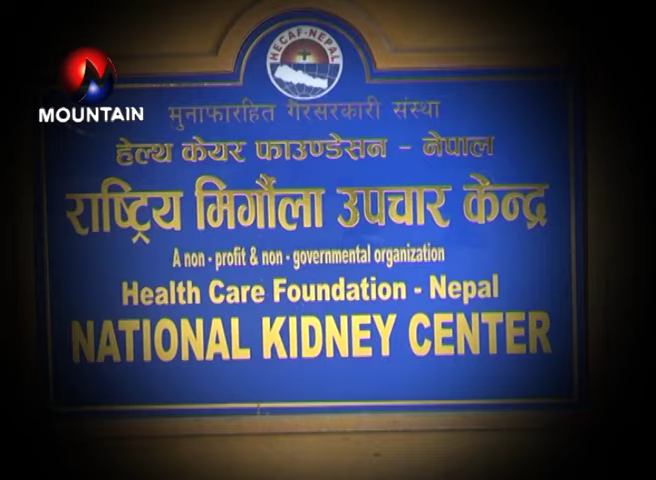 HECAF-NEPAL
MOUNTAIN
मुनाफारहित गैरसरकारी संस्था
हेल्थ केयर फाउण्डेसन - नेपाल
राष्ट्रिय मिर्गौला उपचार केन्द्र
A non - profit & non - governmental organization
Health Care Foundation - Nepal
NATIONAL KIDNEY CENTER